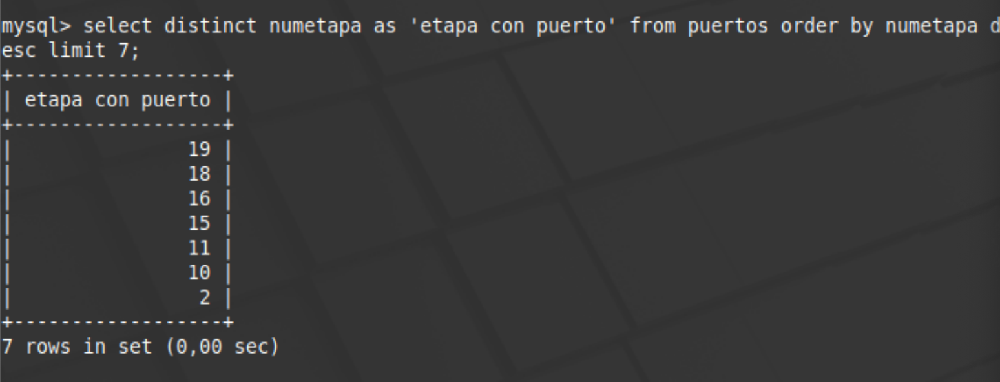 mysql> select distinct numetapa as 'etapa con puerto' from puertos order by numetapa d
esc limit 7;
+------------------+
| etapa con puerto |
+------------------+
|               19 |
|               18 |
|               16 |
|               15 |
|               11 |
|               10 |
|                2 |
+------------------+
7 rows in set (0,00 sec)